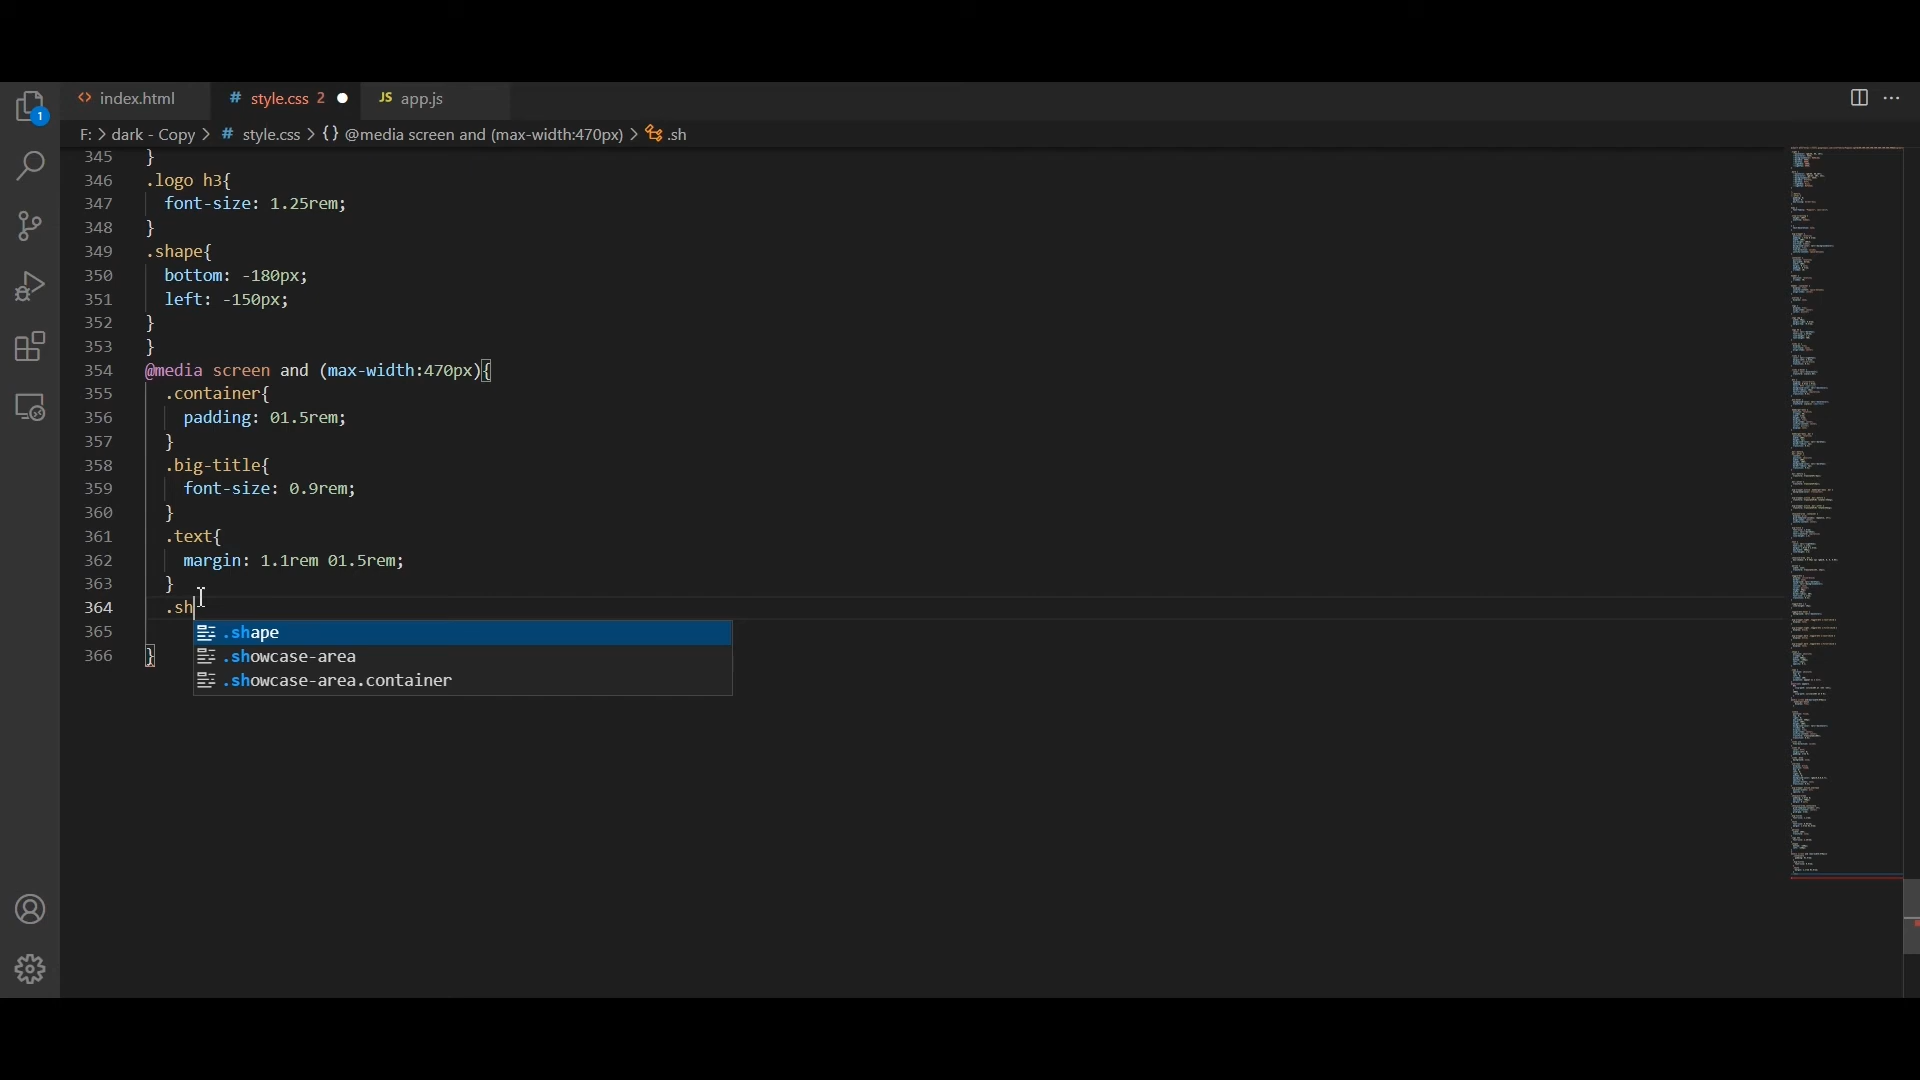 index.html
# style.css 2
JS app.js
1
F: > dark - Copy > # style.css > {} @media screen and (max-width:470px) > .sh
345 }
346 .logo h3{
347 font-size: 1.25rem;
348 }
349 .shape{
350 bottom: -180px;
351 left: -150px;
352 }
353 }
354 @media screen and (max-width:470px){
355 .container{
356 padding: 01.5rem;
357 }
358 .big-title{
359 font-size: 0.9rem;
360 }
361 .text{
362 margin: 1.1rem 01.5rem;
363 }
364 .sh
365
366 }
.shape
.showcase-area
.showcase-area.container